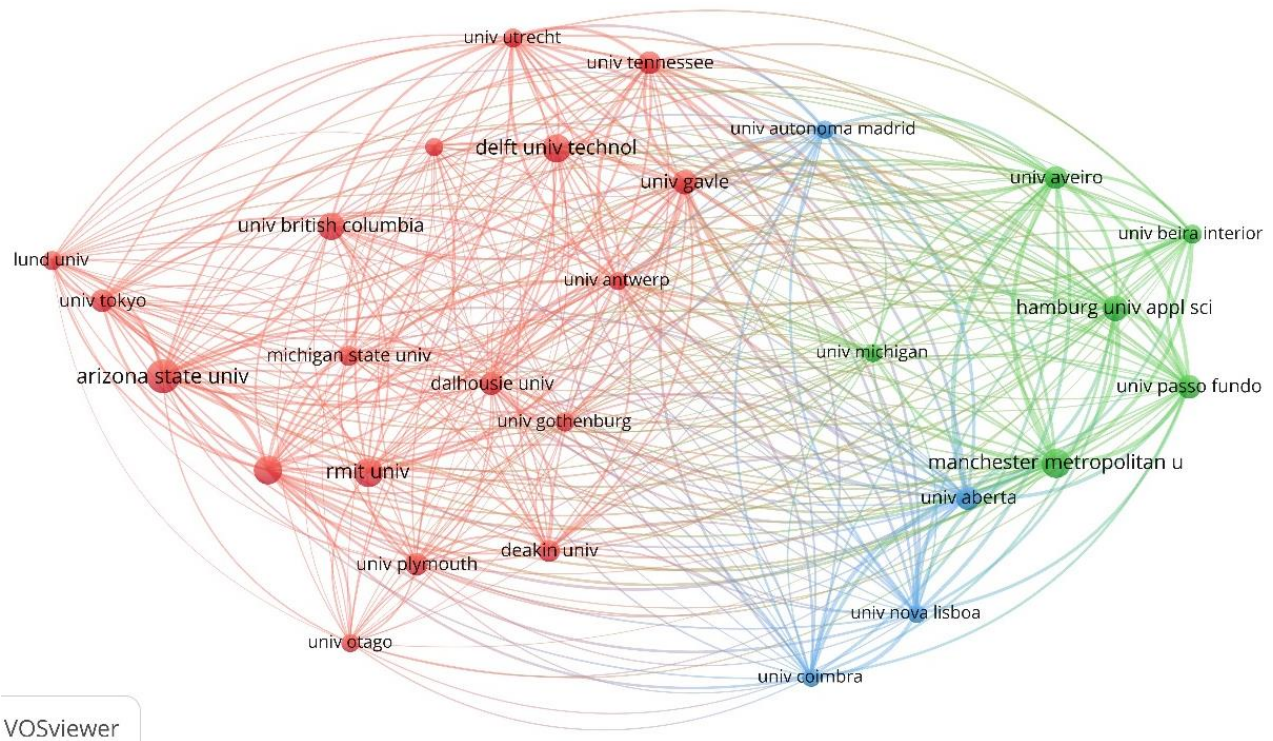 univ utrecht
univ tennessee
univ autonoma madrid
delft univ technol
univ gavle
univ aveiro
univ british columbia
univ beira interior
lund univ
univ antwerp
univ tokyo
hamburg univ appl sci
michigan state univ
univ michigan
arizona state univ
dalhousie univ
univ passo fundo
univ gothenburg
manchester metropolitan u
rmit univ
univ aberta
deakin univ
univ plymouth
univ nova lisboa
univ otago
univ coimbra
VOSviewer